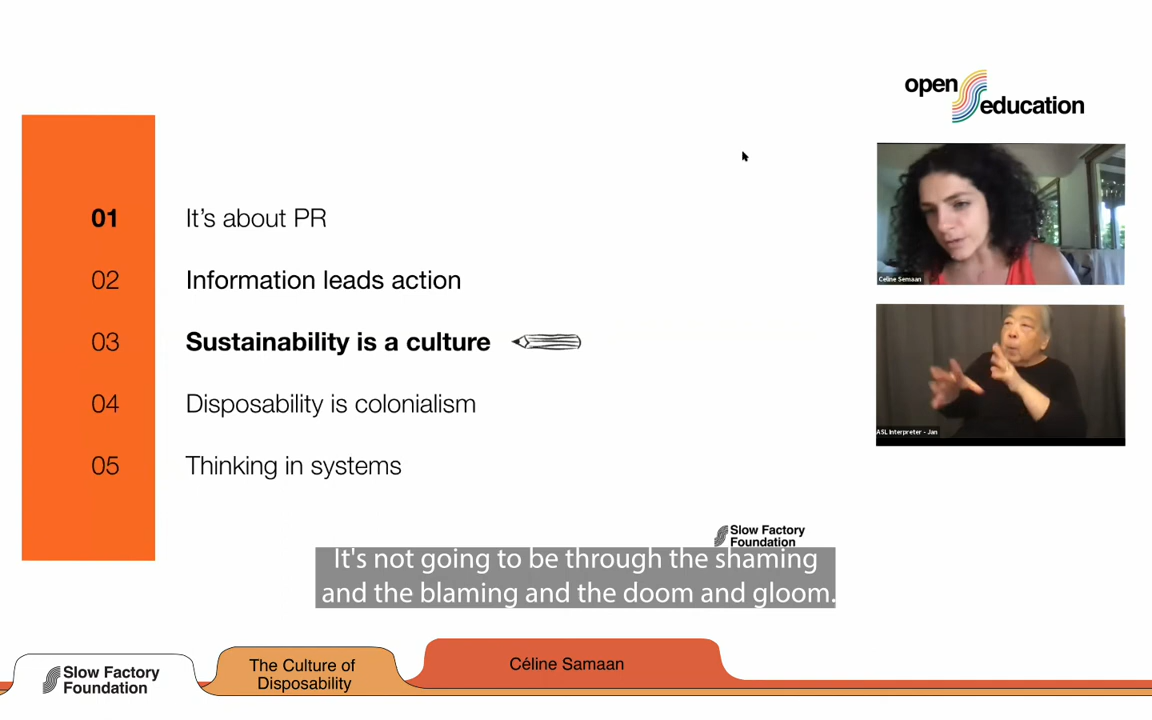 open
education
01 It's about PR
02 Information leads action
03 Sustainability is a culture
04 Disposability is colonialism
05 Thinking in systems
Celine Semaan
ASL Interpreter - Jan
Slow Factory
Foundation
It's not going to be through the shaming
and the blaming and the doom and gloom.
Slow Factory
Foundation
The Culture of
Disposability
Céline Samaan